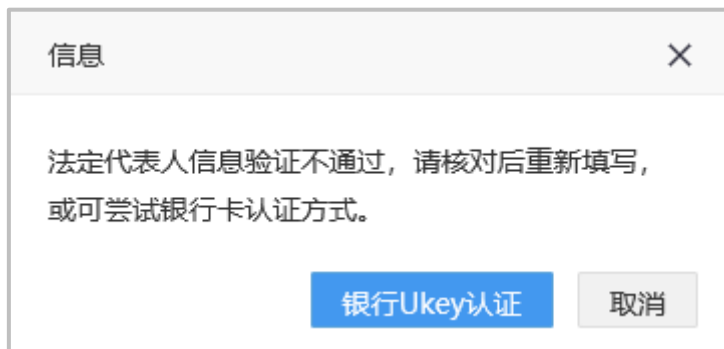 信息
法定代表人信息验证不通过，请核对后重新填写，
或可尝试银行卡认证方式。
银行Ukey认证
取消